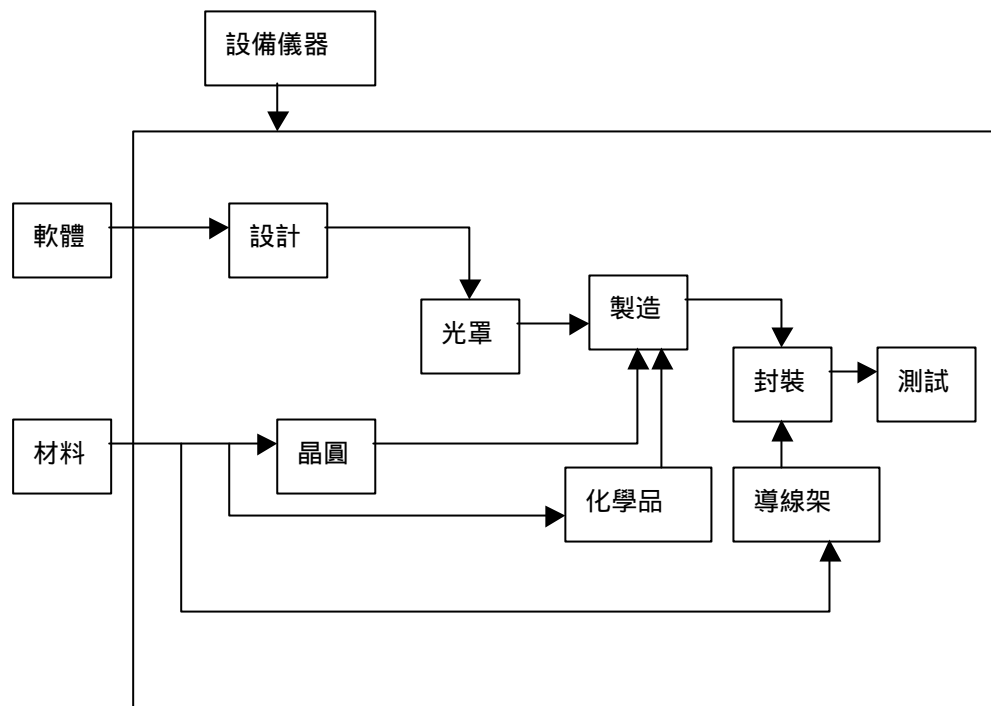 設備儀器
軟體
設計
光罩
製造
封裝
測試
材料
晶圓
化學品
導線架